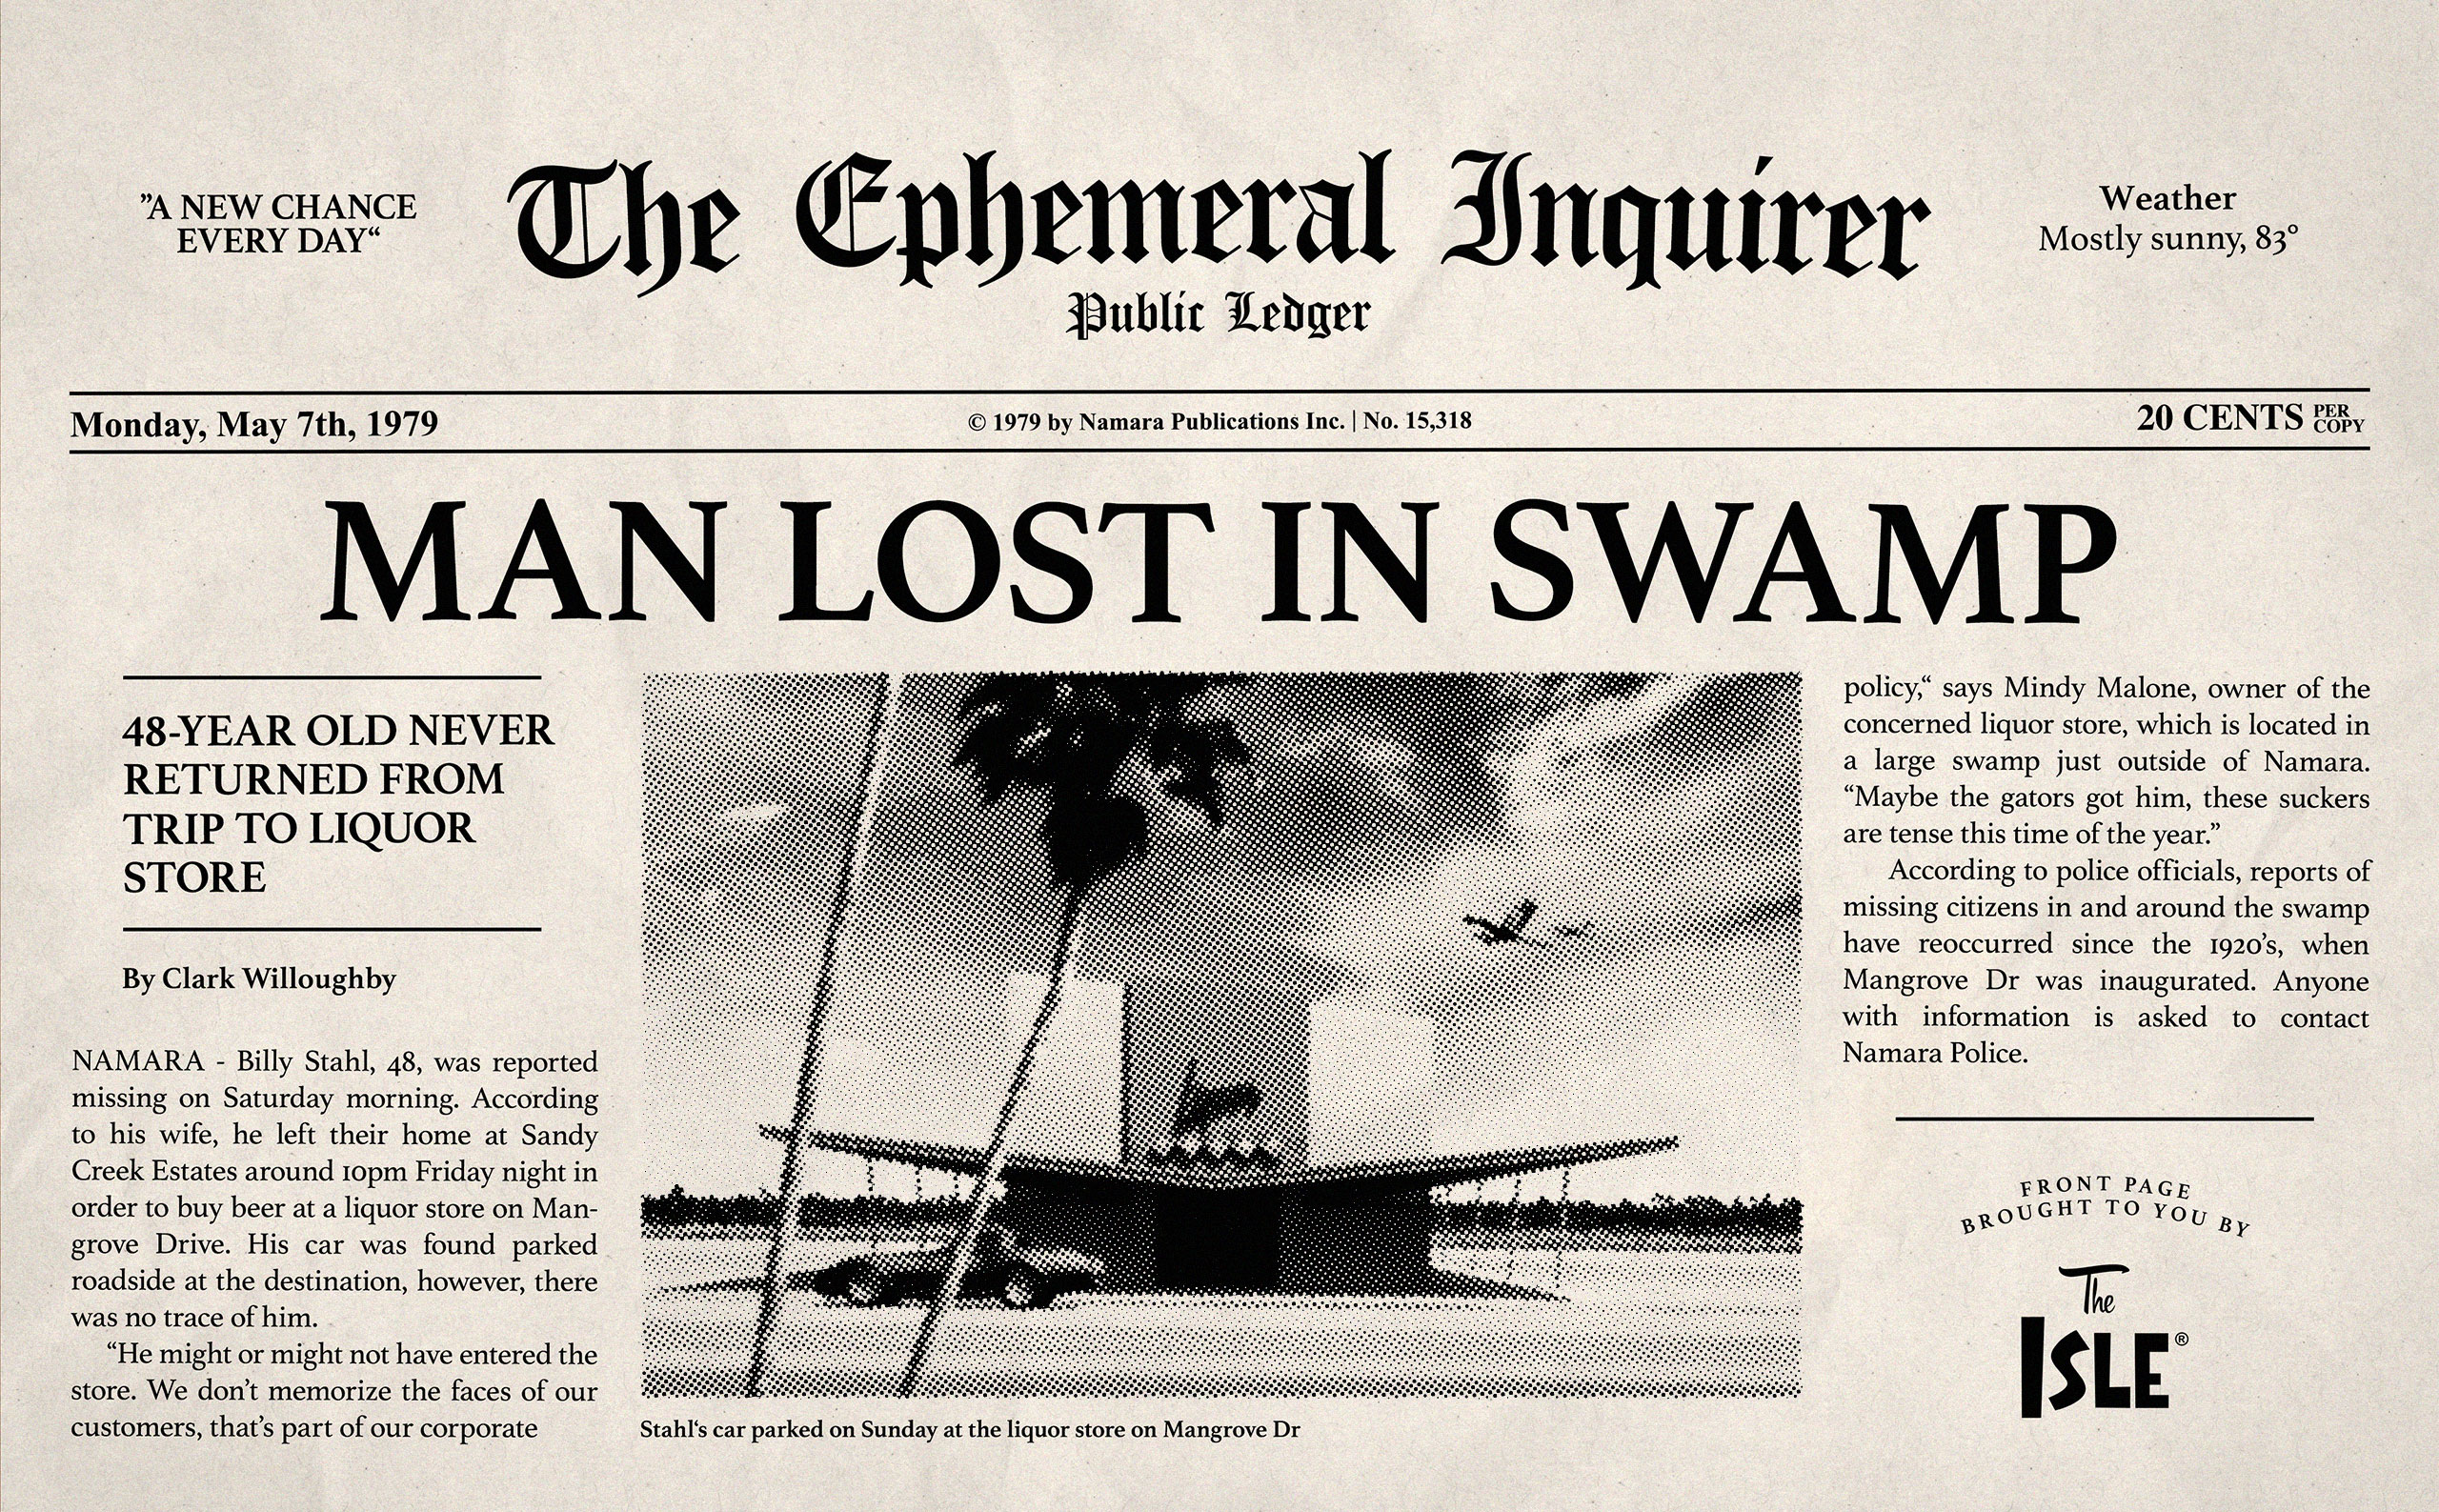 ”A NEW CHANCE
EVERY DAY“
The Ephemeral Inquirer
Public Ledger
Weather
Mostly sunny, 83°
Monday, May 7th, 1979
© 1979 by Namara Publications Inc. | No. 15,318
20 CENTS PER COPY
MAN LOST IN SWAMP
48-YEAR OLD NEVER
RETURNED FROM
TRIP TO LIQUOR
STORE
By Clark Willoughby
NAMARA - Billy Stahl, 48, was reported
missing on Saturday morning. According
to his wife, he left their home at Sandy
Creek Estates around 10pm Friday night in
order to buy beer at a liquor store on Man-
grove Drive. His car was found parked
roadside at the destination, however, there
was no trace of him.
“He might or might not have entered the
store. We don’t memorize the faces of our
customers, that’s part of our corporate
Stahl‘s car parked on Sunday at the liquor store on Mangrove Dr
policy,“ says Mindy Malone, owner of the
concerned liquor store, which is located in
a large swamp just outside of Namara.
“Maybe the gators got him, these suckers
are tense this time of the year.”
According to police officials, reports of
missing citizens in and around the swamp
have reoccurred since the 1920’s, when
Mangrove Dr was inaugurated. Anyone
with information is asked to contact
Namara Police.
FRONT PAGE
BROUGHT TO YOU BY
The
ISLE®